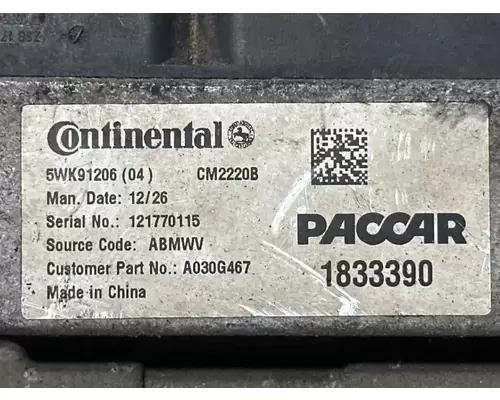 Continental
5WK91206 (04 ) CM2220B
Man. Date: 12/26
Serial No.: 121770115
Source Code: ABMWV
Customer Part No.: A030G467
Made in China
PACCAR
1833390